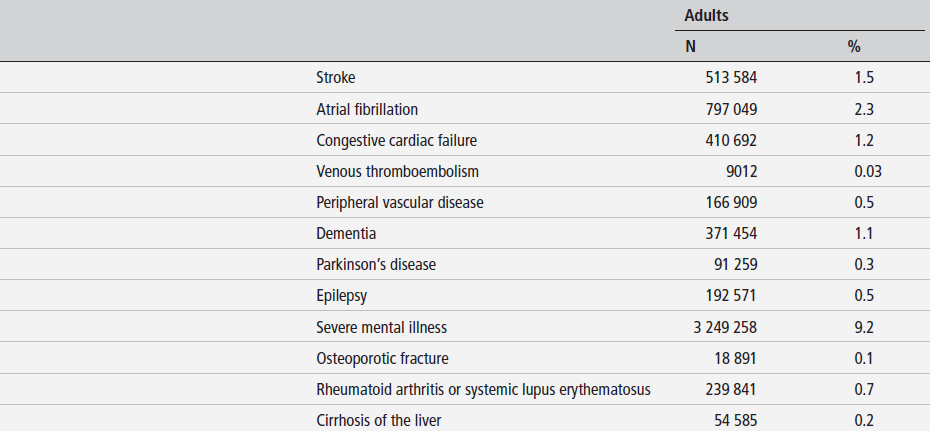 Adults
N %
Stroke 513 584 1.5
Atrial fibrillation 797 049 2.3
Congestive cardiac failure 410 692 1.2
Venous thromboembolism 9012 0.03
Peripheral vascular disease 166 909 0.5
Dementia 371 454 1.1
Parkinson’s disease 91 259 0.3
Epilepsy 192 571 0.5
Severe mental illness 3 249 258 9.2
Osteoporotic fracture 18 891 0.1
Rheumatoid arthritis or systemic lupus erythematosus 239 841 0.7
Cirrhosis of the liver 54 585 0.2